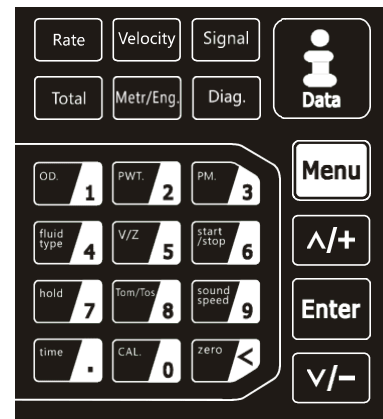 Rate Velocity Signal
Total Metr/Eng. Diag.
Data
Menu
OD. 1 PWT. 2 PM. 3
fluid
type 4 V/Z 5 start
/stop 6
∧/+
hold 7 Tom/Tos 8 sound
speed 9
Enter
time . CAL. 0 zero <
∨/−